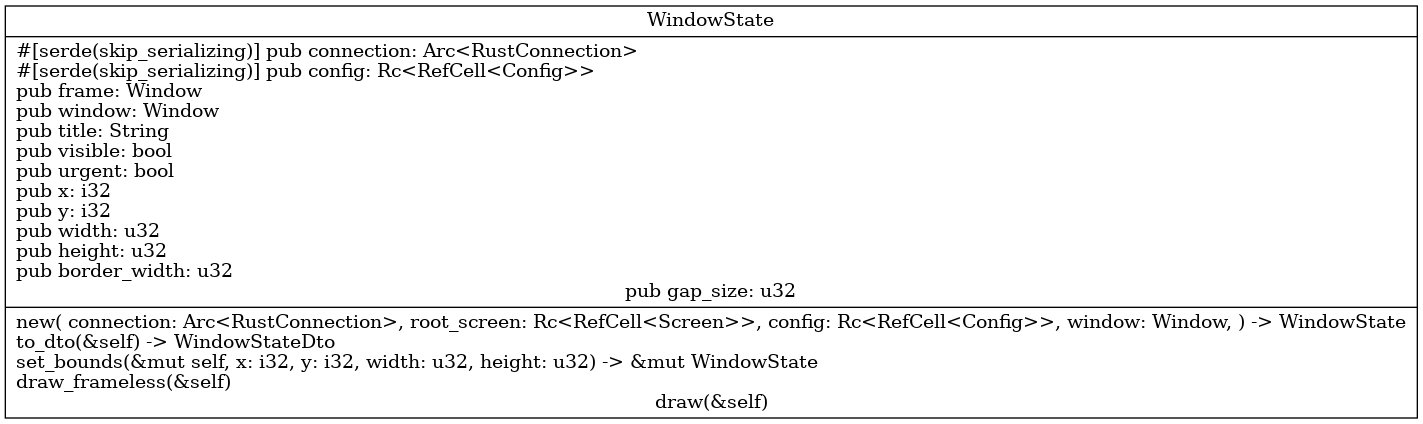 WindowState
#[serde(skip_serializing)] pub connection: Arc<RustConnection>
#[serde(skip_serializing)] pub config: Rc<RefCell<Config>>
pub frame: Window
pub window: Window
pub title: String
pub visible: bool
pub urgent: bool
pub x: i32
pub y: i32
pub width: u32
pub height: u32
pub border_width: u32
pub gap_size: u32
new( connection: Arc<RustConnection>, root_screen: Rc<RefCell<Screen>>, config: Rc<RefCell<Config>>, window: Window, ) -> WindowState
to_dto(&self) -> WindowStateDto
set_bounds(&mut self, x: i32, y: i32, width: u32, height: u32) -> &mut WindowState
draw_frameless(&self)
draw(&self)